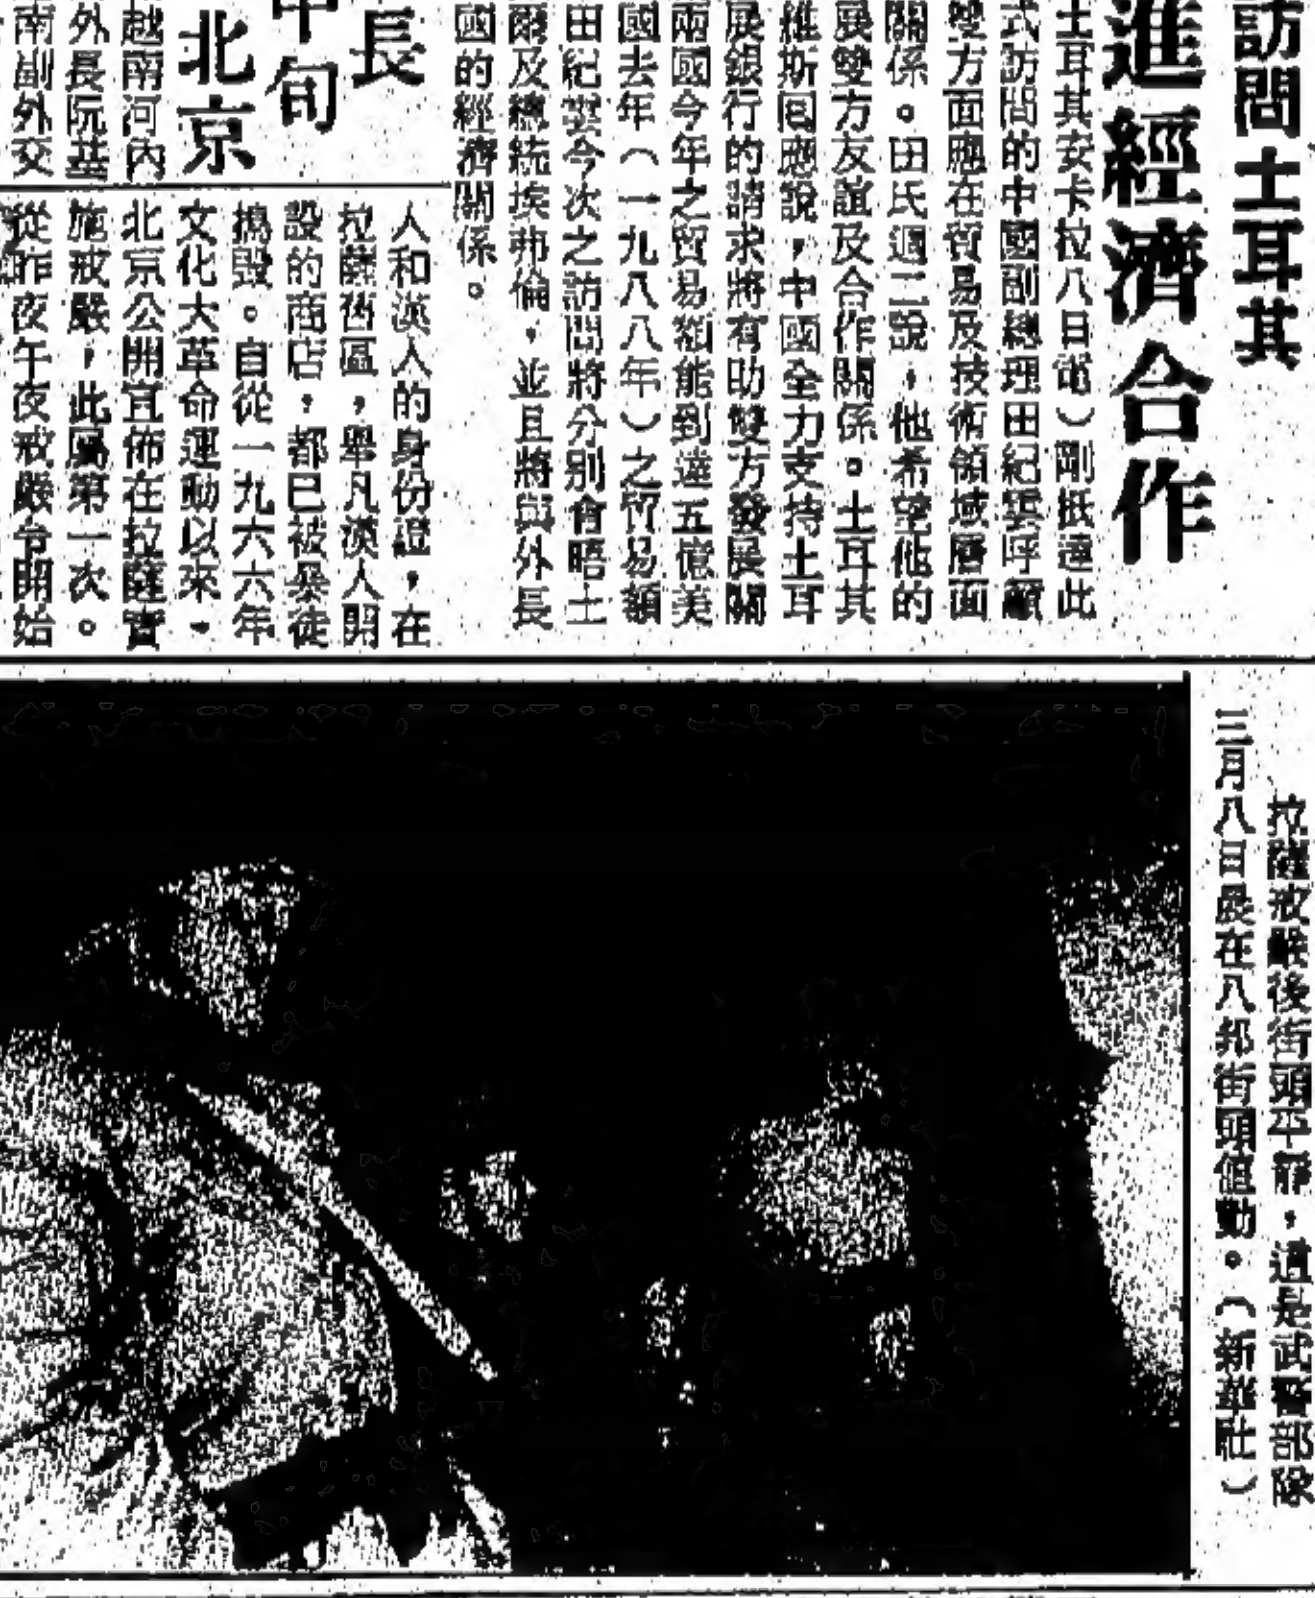 訪問土耳其
進經濟合作
土耳其安卡拉八日電）剛抵達此
式訪問的中國副總理田紀雲呼籲
雙方面應在貿易及技術領域層面
關係。田氏週二說，他希望他的
展雙方友誼及合作關係。土耳其
維斯回應說，中國全力支持土耳
展銀行的請求將有助雙方發展關
兩國今年之貿易額能到達五億美
國去年（一九八八年）之貿易額
田紀雲今次之訪問將分別會晤土
爾及總統埃弗倫，並且將與外長
國的經濟關係。
長
中旬
北京
越南河內
外長阮基
南副外交
人和漢人的身份證，在
拉薩舊區，舉凡漢人開
設的商店，都已被暴徒
搗毀。自從一九六六年
文化大革命運動以來，
北京公開宣佈在拉薩實
施戒嚴，此屬第一次。
從昨夜午夜戒嚴令開始
拉薩戒嚴後街頭平靜，這是武警部隊
三月八日晨在八郎街頭值勤。（新華社）